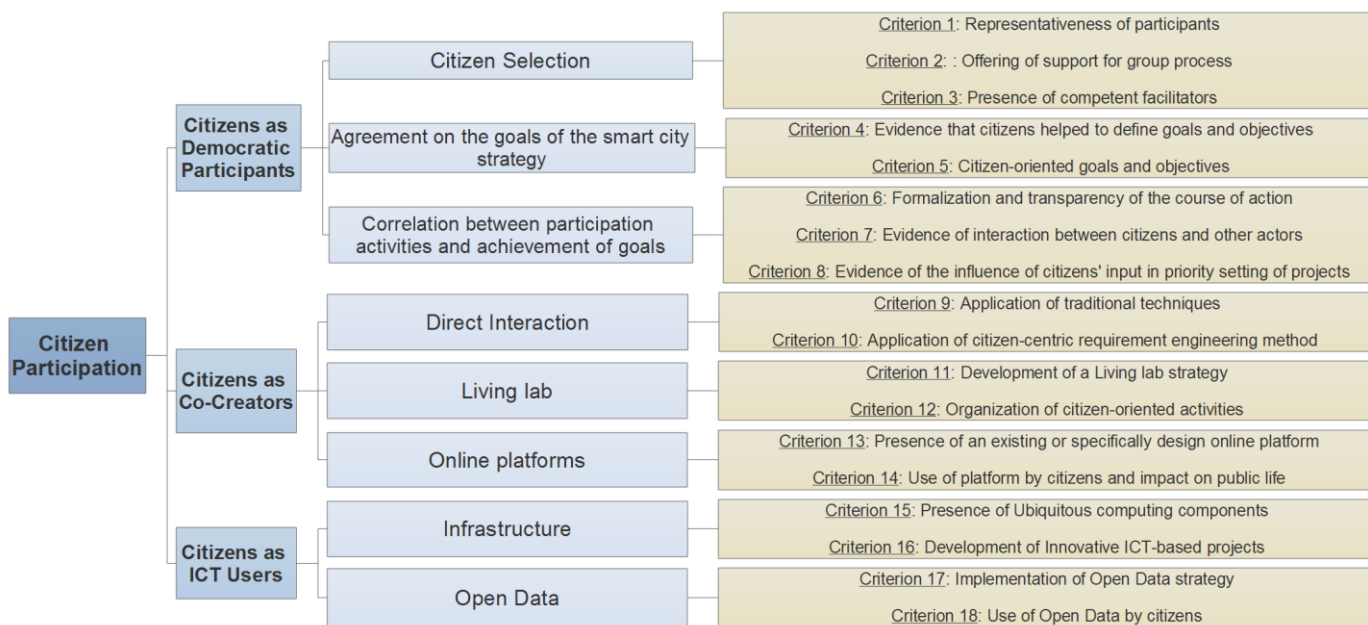 Citizen
Participation
Citizens as
Democratic
Participants
Citizen Selection
Criterion 1: Representativeness of participants
Criterion 2: : Offering of support for group process
Criterion 3: Presence of competent facilitators
Agreement on the goals of the smart city
strategy
Criterion 4: Evidence that citizens helped to define goals and objectives
Criterion 5: Citizen-oriented goals and objectives
Correlation between participation
activities and achievement of goals
Criterion 6: Formalization and transparency of the course of action
Criterion 7: Evidence of interaction between citizens and other actors
Criterion 8: Evidence of the influence of citizens' input in priority setting of projects
Citizens as
Co-Creators
Direct Interaction
Criterion 9: Application of traditional techniques
Criterion 10: Application of citizen-centric requirement engineering method
Living lab
Criterion 11: Development of a Living lab strategy
Criterion 12: Organization of citizen-oriented activities
Online platforms
Criterion 13: Presence of an existing or specifically design online platform
Criterion 14: Use of platform by citizens and impact on public life
Citizens as
ICT Users
Infrastructure
Criterion 15: Presence of Ubiquitous computing components
Criterion 16: Development of Innovative ICT-based projects
Open Data
Criterion 17: Implementation of Open Data strategy
Criterion 18: Use of Open Data by citizens